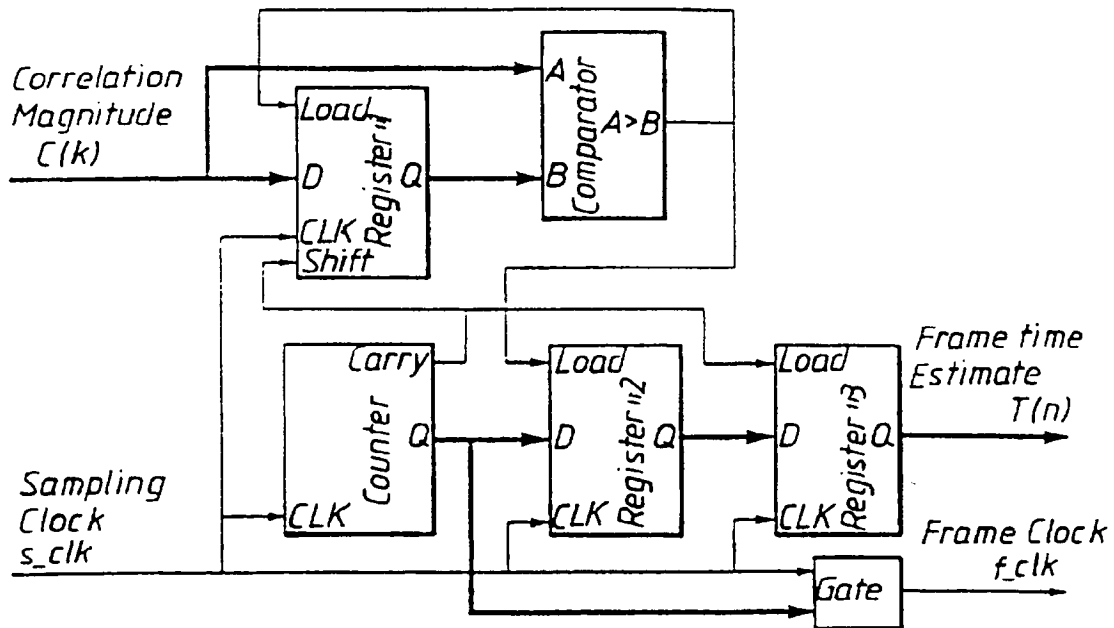 Correlation
Magnitude
C(k)
Load
D
Q
CLK
Shift
Register"1
A
B
A>B
Comparator
Carry
Q
CLK
Counter
Load
D
Q
CLK
Register"2
Load
D
Q
CLK
Register"3
Frame time
Estimate
T(n)
Sampling
Clock
s_clk
Gate
Frame Clock
f_clk